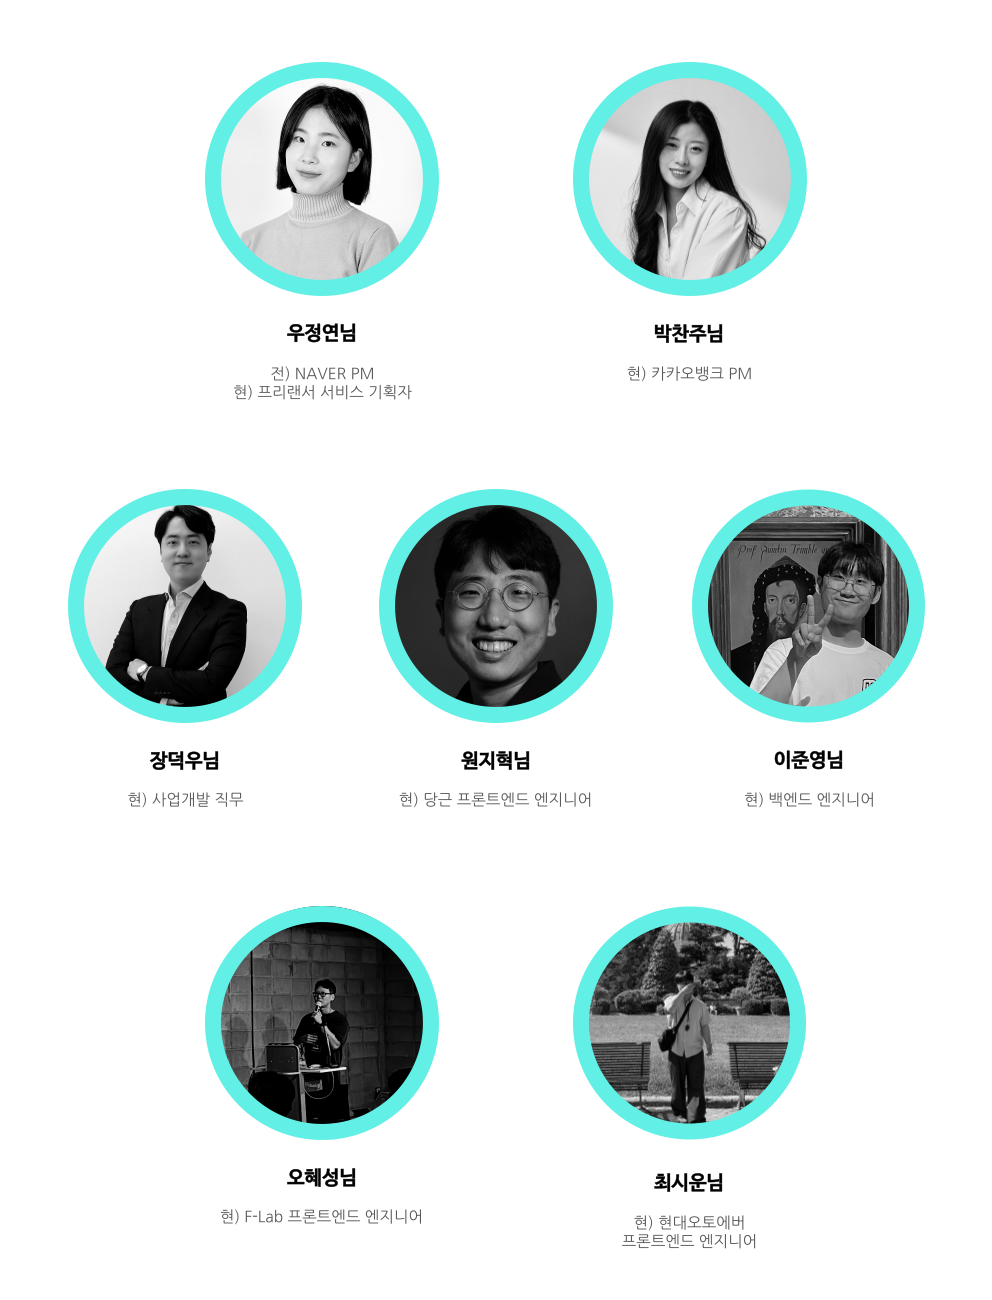 우정연님
전) NAVER PM
현) 프리랜서 서비스 기획자
박찬주님
현) 카카오뱅크 PM
Prof Quintin Trimble
장덕우님
현) 사업개발 직무
원지혁님
현) 당근 프론트엔드 엔지니어
이준영님
현) 백엔드 엔지니어
오혜성님
현) F-Lab 프론트엔드 엔지니어
최시운님
현) 현대오토에버
프론트엔드 엔지니어